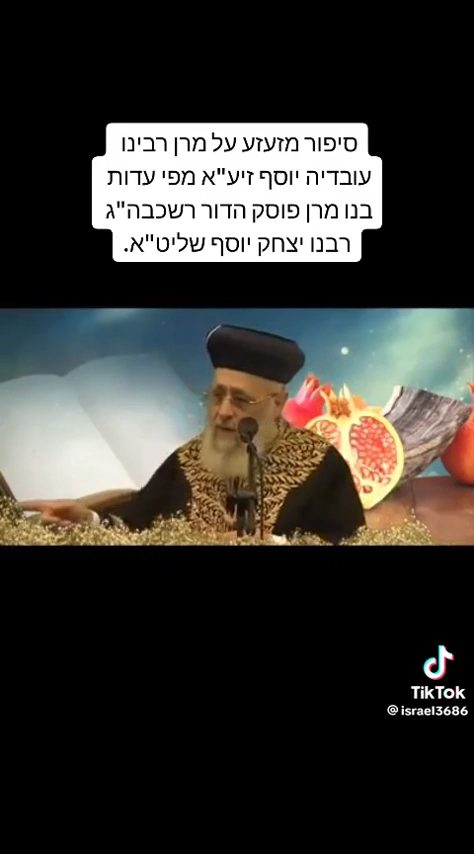 סיפור מזעזע על מרן רבינו
עובדיה יוסף זיע"א מפי עדות
בנו מרן פוסק הדור רשכבה"ג
רבנו יצחק יוסף שליט"א.
TikTok
@israel3686